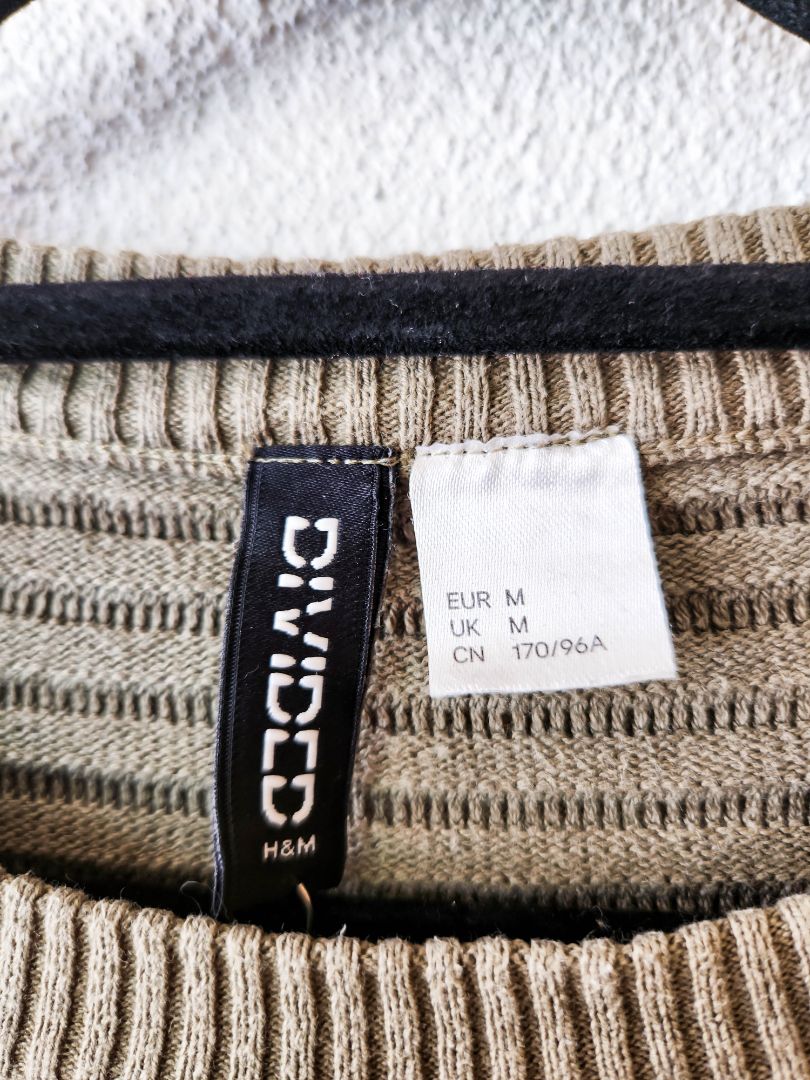 DIVIDED
H&M
EUR M
UK M
CN 170/96A